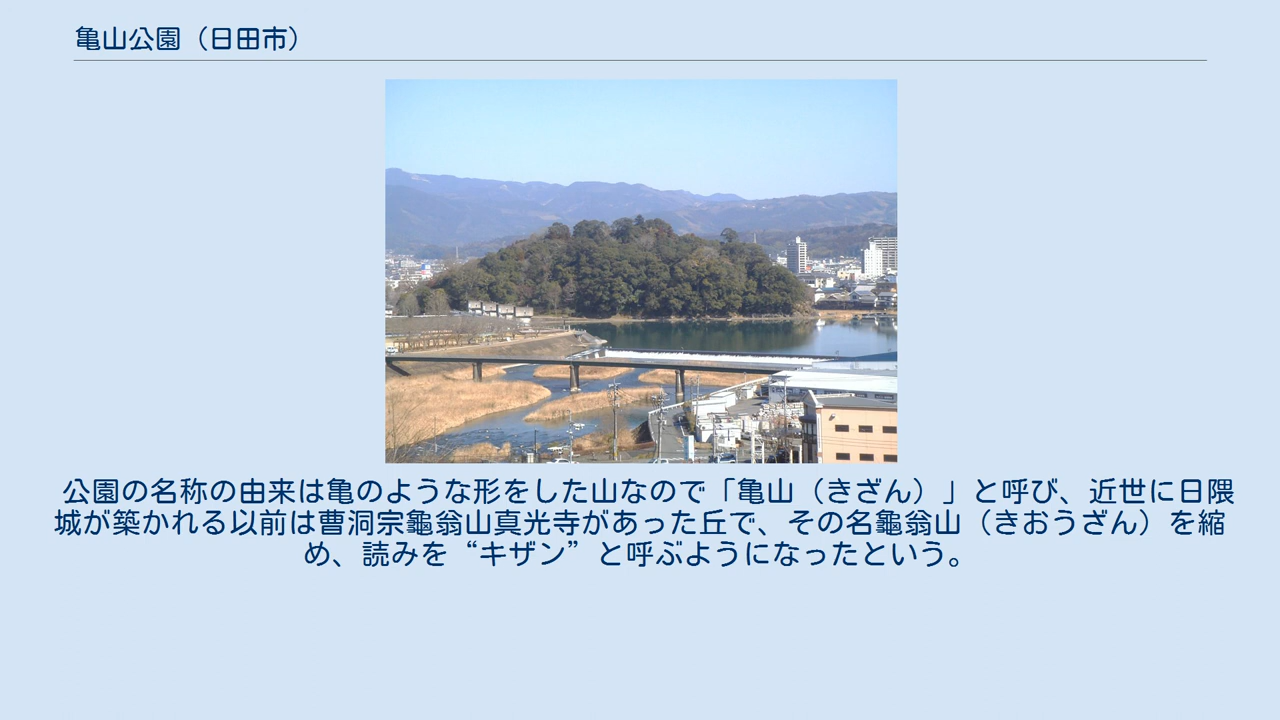 亀山公園（日田市）
公園の名称の由来は亀のような形をした山なので「亀山（きざん）」と呼び、近世に日隈
城が築かれる以前は曹洞宗龜翁山真光寺があった丘で、その名龜翁山（きおうざん）を縮
め、読みを“キザン”と呼ぶようになったという。